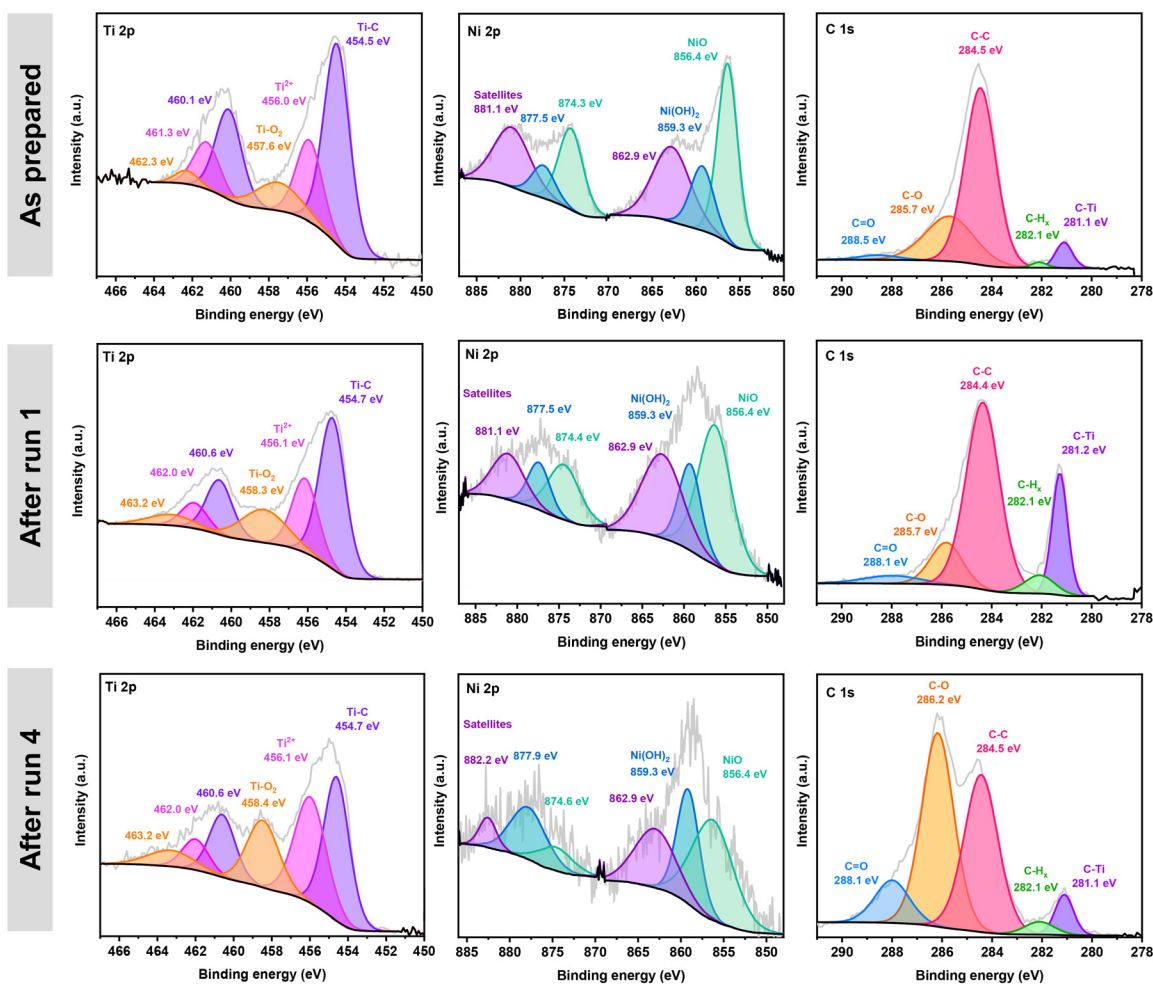 As prepared
Ti 2p
Ti-C
454.5 eV
Ti2+
456.0 eV
460.1 eV
Ti-O2
457.6 eV
461.3 eV
462.3 eV
Intensity (a.u.)
466 464 462 460 458 456 454 452 450
Binding energy (eV)
Ni 2p
NiO
856.4 eV
Satellites
881.1 eV
874.3 eV
877.5 eV
Ni(OH)2
859.3 eV
862.9 eV
Intensity (a.u.)
885 880 875 870 865 860 855 850
Binding energy (eV)
C 1s
C-C
284.5 eV
C-O
285.7 eV
C=O
288.5 eV
C-Hx
282.1 eV
C-Ti
281.1 eV
Intensity (a.u.)
290 288 286 284 282 280 278
Binding energy (eV)
After run 1
Ti 2p
Ti-C
454.7 eV
Ti2+
456.1 eV
460.6 eV
Ti-O2
458.3 eV
462.0 eV
463.2 eV
Intensity (a.u.)
466 464 462 460 458 456 454 452 450
Binding energy (eV)
Ni 2p
Satellites
877.5 eV
Ni(OH)2
859.3 eV
NiO
856.4 eV
881.1 eV
874.4 eV
862.9 eV
Intensity (a.u.)
885 880 875 870 865 860 855 850
Binding energy (eV)
C 1s
C-C
284.4 eV
C-Ti
281.2 eV
C-Hx
282.1 eV
C-O
285.7 eV
C=O
288.1 eV
Intensity (a.u.)
290 288 286 284 282 280 278
Binding energy (eV)
After run 4
Ti 2p
Ti-C
454.7 eV
Ti2+
456.1 eV
Ti-O2
458.4 eV
460.6 eV
462.0 eV
463.2 eV
Intensity (a.u.)
466 464 462 460 458 456 454 452 450
Binding energy (eV)
Ni 2p
Satellites
882.2 eV
877.9 eV
Ni(OH)2
859.3 eV
NiO
856.4 eV
874.6 eV
862.9 eV
Intensity (a.u.)
885 880 875 870 865 860 855 850
Binding energy (eV)
C 1s
C-O
286.2 eV
C-C
284.5 eV
C=O
288.1 eV
C-Hx
282.1 eV
C-Ti
281.1 eV
Intensity (a.u.)
290 288 286 284 282 280 278
Binding energy (eV)